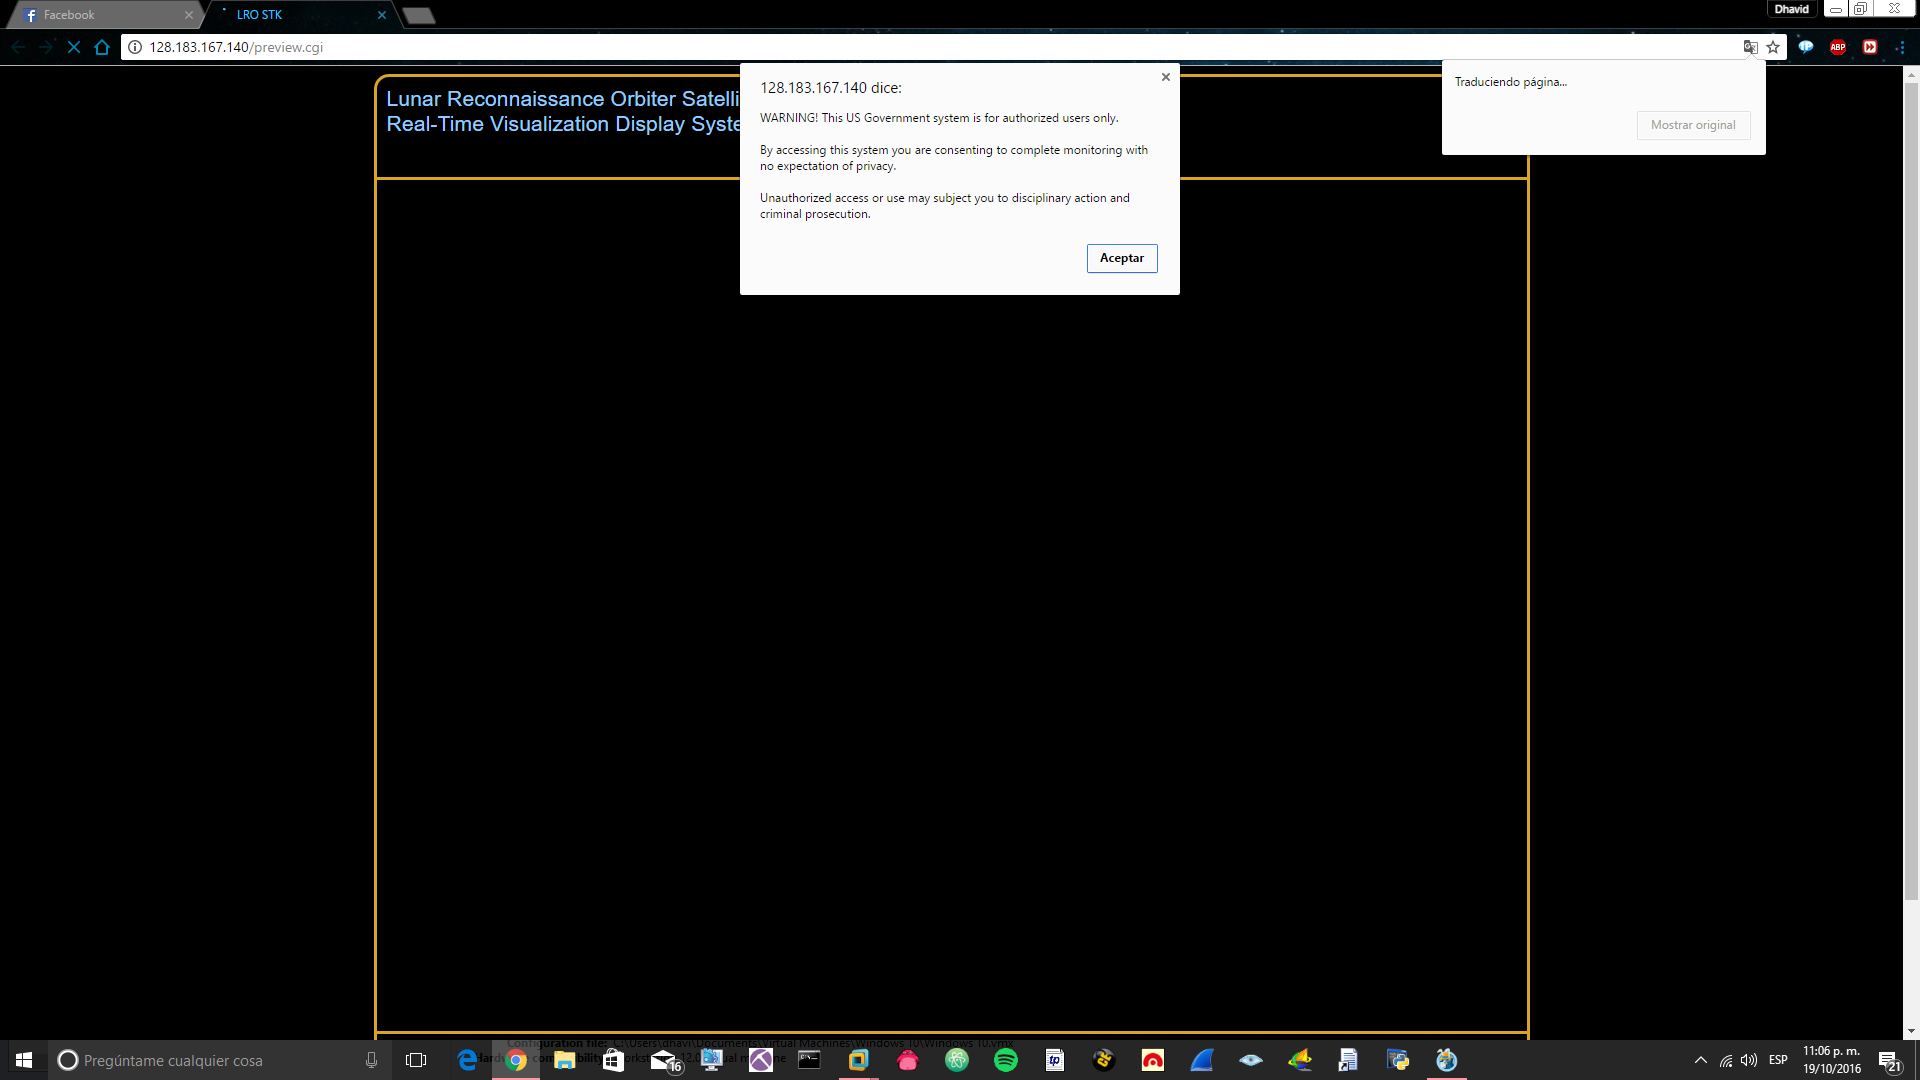 Facebook
LRO STK
Dhavid
128.183.167.140/preview.cgi
ABP
Lunar Reconnaissance Orbiter Satelli
Real-Time Visualization Display Syste
128.183.167.140 dice:
WARNING! This US Government system is for authorized users only.
By accessing this system you are consenting to complete monitoring with
no expectation of privacy.
Unauthorized access or use may subject you to disciplinary action and
criminal prosecution.
Aceptar
Traduciendo página...
Mostrar original
Configuration file: C:\Users\dhavi\Documents\Virtual Machines\Windows 10\Windows 10.vmx
Pregúntame cualquier cosa
16
tp
ESP
11:06 p. m.
19/10/2016
21